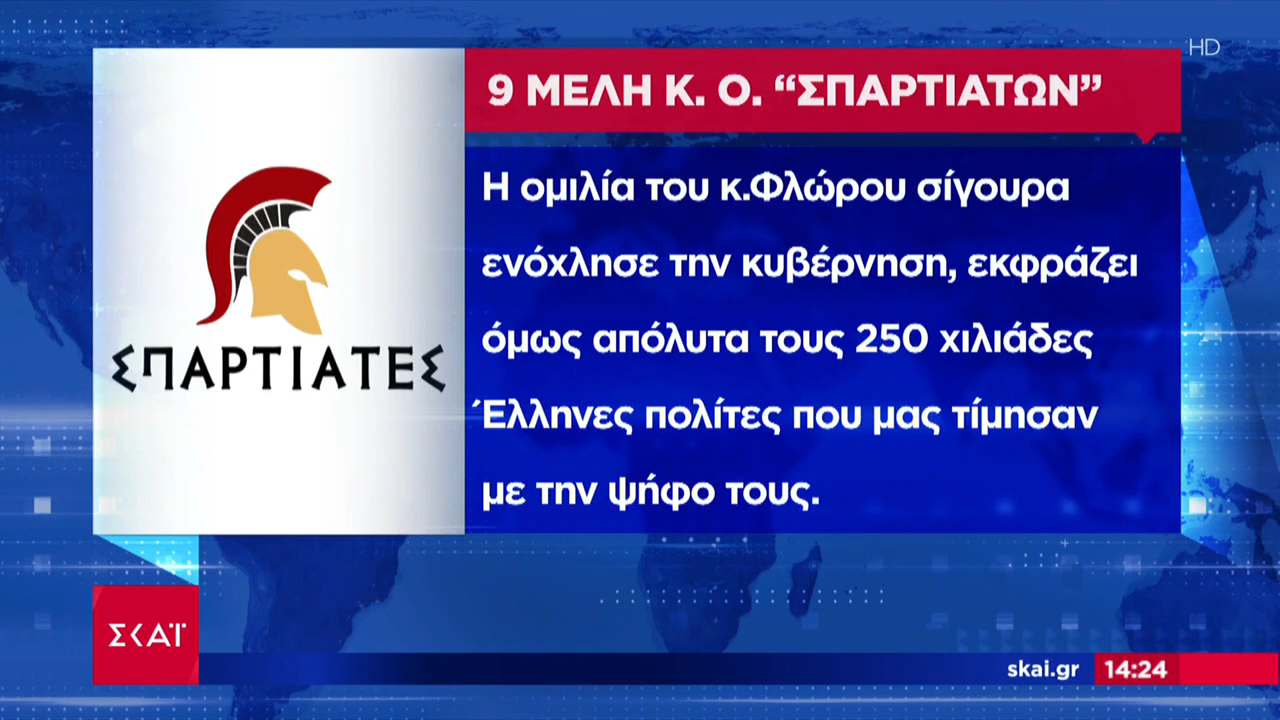 HD
9 ΜΕΛΗ Κ. Ο. “ΣΠΑΡΤΙΑΤΩΝ”
Η ομιλία του κ.Φλώρου σίγουρα
ενόχλησε την κυβέρνηση, εκφράζει
όμως απόλυτα τους 250 χιλιάδες
Έλληνες πολίτες που μας τίμησαν
με την ψήφο τους.
ΣΠΑΡΤΙΑΤΕΣ
ΣΚΑΪ
skai.gr 14:24